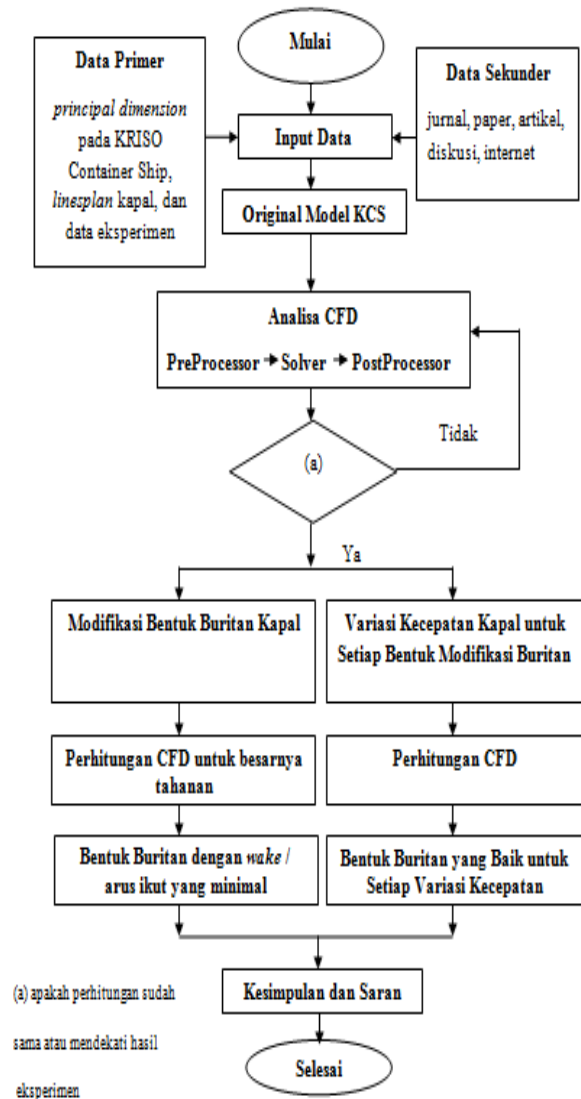 Mulai
Data Primer
principal dimension
pada KRISO
Container Ship,
linesplan kapal, dan
data eksperimen
Data Sekunder
jurnal, paper, artikel,
diskusi, internet
Input Data
Original Model KCS
Analisa CFD
PreProcessor → Solver → PostProcessor
(a)
Tidak
Ya
Modifikasi Bentuk Buritan Kapal
Variasi Kecepatan Kapal untuk
Setiap Bentuk Modifikasi Buritan
Perhitungan CFD untuk besarnya
tahanan
Perhitungan CFD
Bentuk Buritan dengan wake /
arus ikut yang minimal
Bentuk Buritan yang Baik untuk
Setiap Variasi Kecepatan
(a) apakah perhitungan sudah
sama atau mendekati hasil
eksperimen
Kesimpulan dan Saran
Selesai